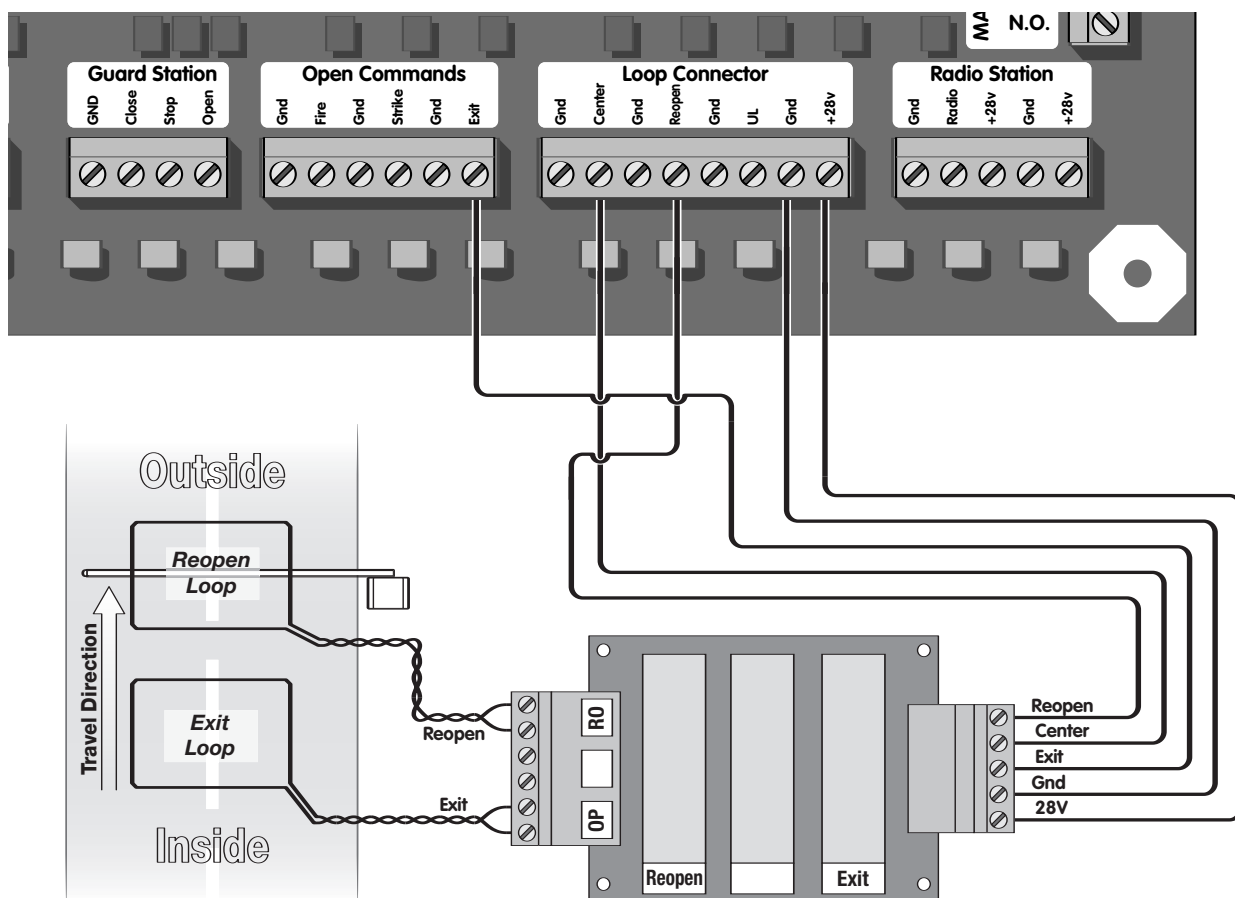 MA
N.O.
Guard Station
GND
Close
Stop
Open
Open Commands
Gnd
Fire
Gnd
Strike
Gnd
Exit
Loop Connector
Gnd
Center
Gnd
Reopen
Gnd
UL
Gnd
+28v
Radio Station
Gnd
Radio
+28v
Gnd
+28v
Outside
Reopen
Loop
Travel Direction
Exit
Loop
Inside
Reopen
Exit
RO
OP
Reopen
Exit
Reopen
Center
Exit
Gnd
28V